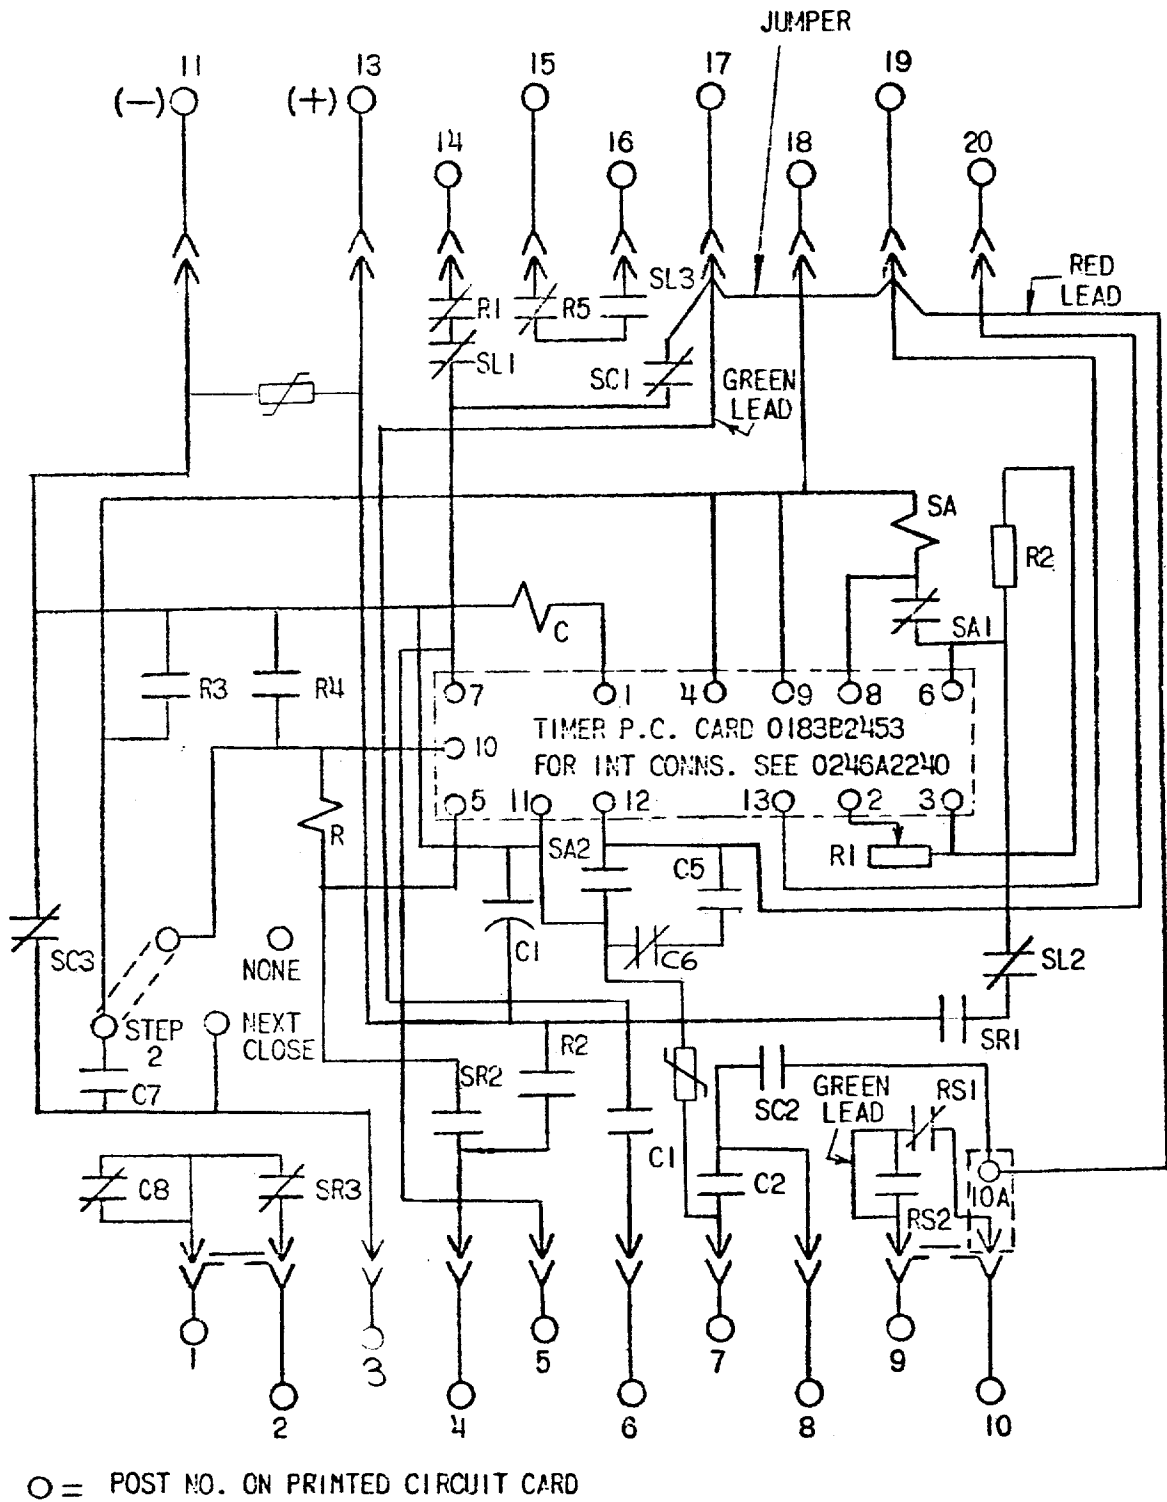 JUMPER
11
13
15
17
19
(-)
(+)
14
16
18
20
SL3
RED
LEAD
R1
R5
SL1
SC1
GREEN
LEAD
SA
R2
C
SA1
R3
R4
7
1
4
9
8
6
TIMER P.C. CARD 0183B2453
10
FOR INT CONNS. SEE 0246A2240
5
11
12
13
2
3
R
SA2
C5
R1
SC3
NONE
C1
C6
SL2
STEP
2
NEXT
CLOSE
R2
SR1
C7
SR2
SC2
GREEN
LEAD
RS1
C8
SR3
C1
C2
10A
RS2
1
3
5
7
9
2
4
6
8
10
O = POST NO. ON PRINTED CIRCUIT CARD